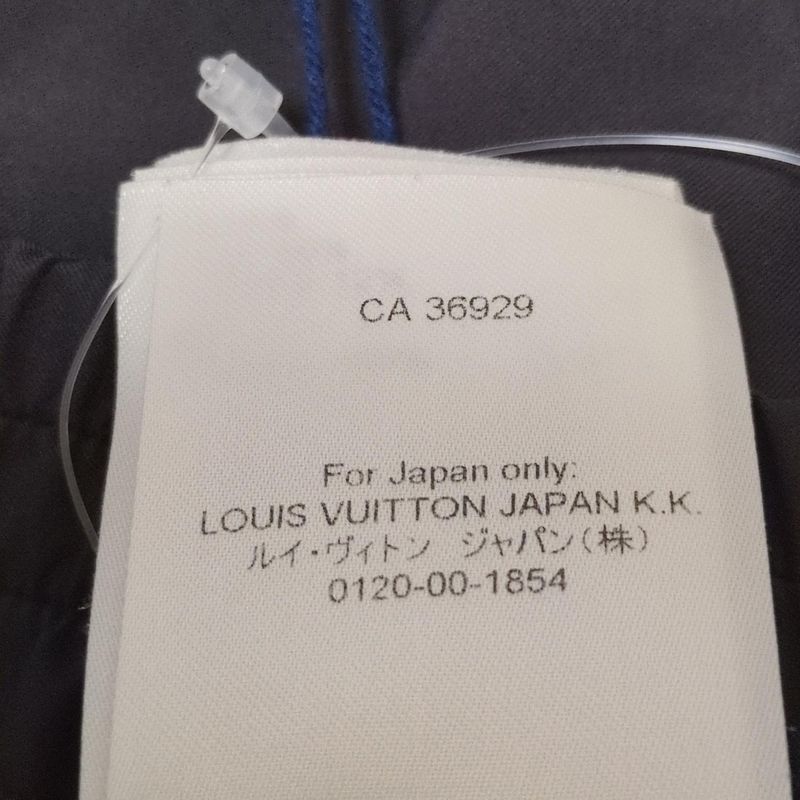 CA 36929
For Japan only:
LOUIS VUITTON JAPAN K.K.
ルイ・ヴィトン　ジャパン(株)
0120-00-1854